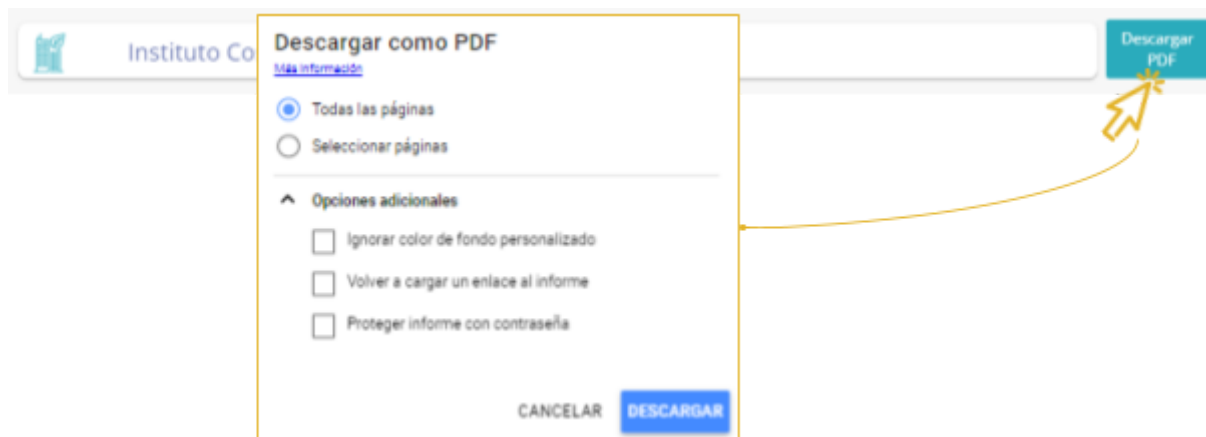 Instituto Co
Descargar
PDF
Descargar como PDF
Más información
Todas las páginas
Seleccionar páginas
Opciones adicionales
Ignorar color de fondo personalizado
Volver a cargar un enlace al informe
Proteger informe con contraseña
CANCELAR DESCARGAR